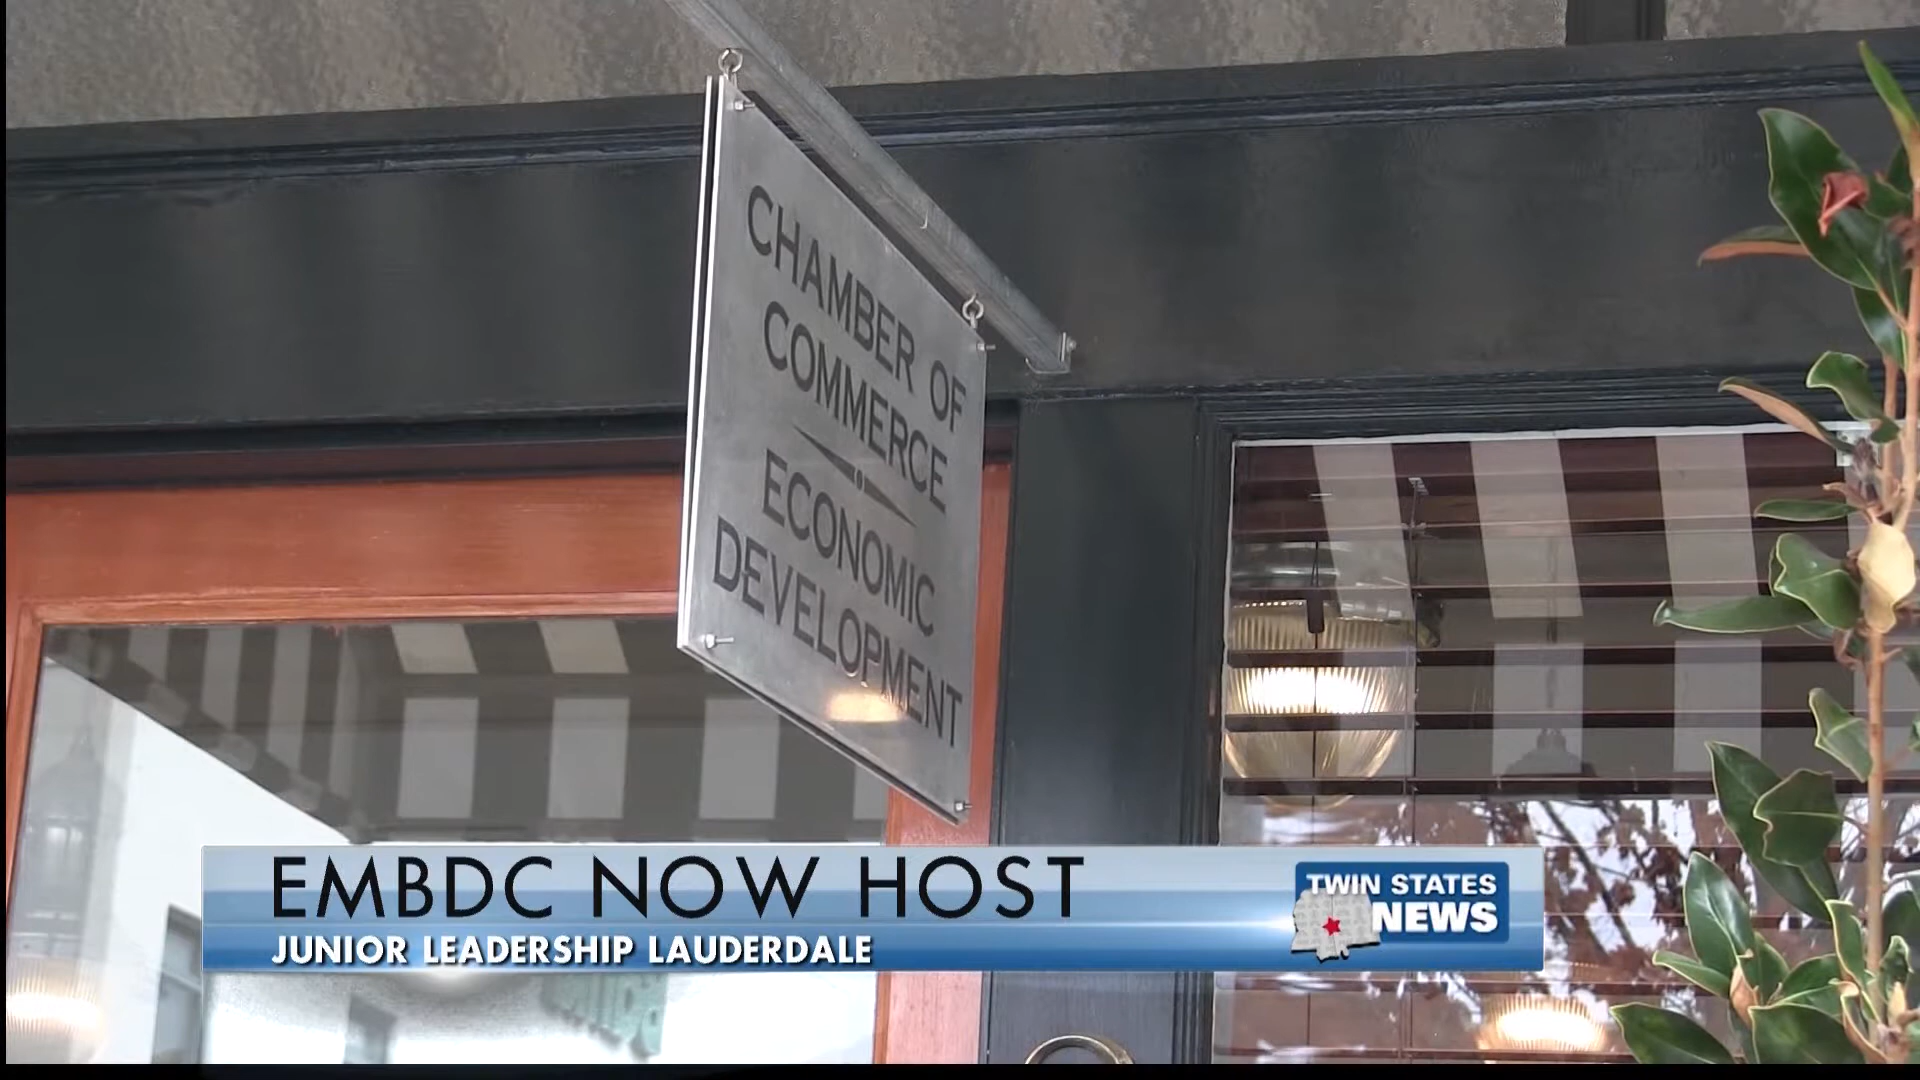 CHAMBER OF
COMMERCE
ECONOMIC
DEVELOPMENT
EMBDC NOW HOST
JUNIOR LEADERSHIP LAUDERDALE
TWIN STATES
NEWS